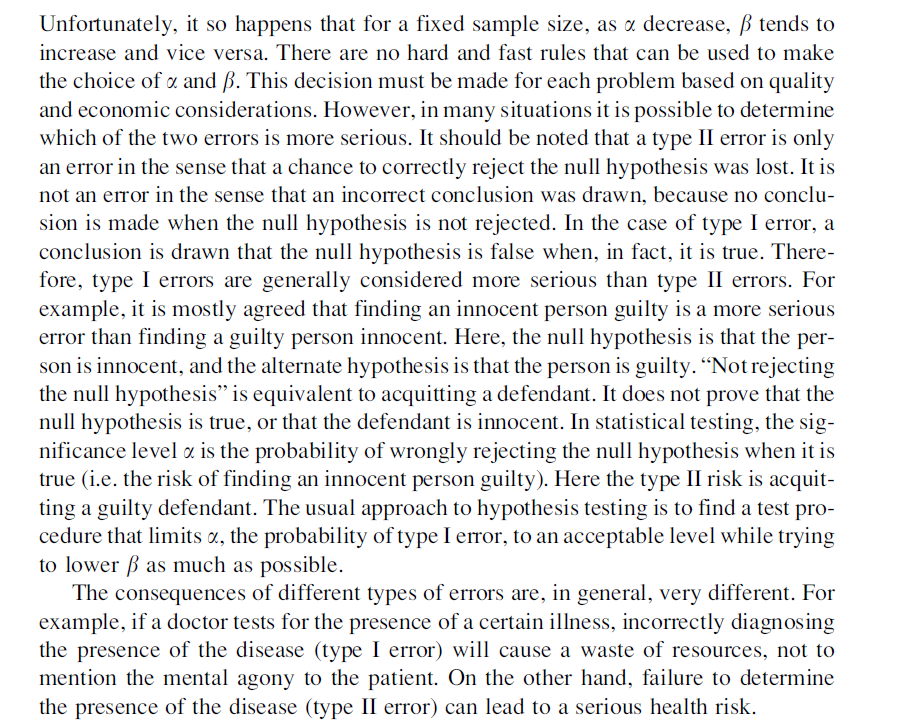 Unfortunately, it so happens that for a fixed sample size, as α decrease, β tends to
increase and vice versa. There are no hard and fast rules that can be used to make
the choice of α and β. This decision must be made for each problem based on quality
and economic considerations. However, in many situations it is possible to determine
which of the two errors is more serious. It should be noted that a type II error is only
an error in the sense that a chance to correctly reject the null hypothesis was lost. It is
not an error in the sense that an incorrect conclusion was drawn, because no conclu-
sion is made when the null hypothesis is not rejected. In the case of type I error, a
conclusion is drawn that the null hypothesis is false when, in fact, it is true. There-
fore, type I errors are generally considered more serious than type II errors. For
example, it is mostly agreed that finding an innocent person guilty is a more serious
error than finding a guilty person innocent. Here, the null hypothesis is that the per-
son is innocent, and the alternate hypothesis is that the person is guilty. “Not rejecting
the null hypothesis” is equivalent to acquitting a defendant. It does not prove that the
null hypothesis is true, or that the defendant is innocent. In statistical testing, the sig-
nificance level α is the probability of wrongly rejecting the null hypothesis when it is
true (i.e. the risk of finding an innocent person guilty). Here the type II risk is acquit-
ting a guilty defendant. The usual approach to hypothesis testing is to find a test pro-
cedure that limits α, the probability of type I error, to an acceptable level while trying
to lower β as much as possible.
The consequences of different types of errors are, in general, very different. For
example, if a doctor tests for the presence of a certain illness, incorrectly diagnosing
the presence of the disease (type I error) will cause a waste of resources, not to
mention the mental agony to the patient. On the other hand, failure to determine
the presence of the disease (type II error) can lead to a serious health risk.